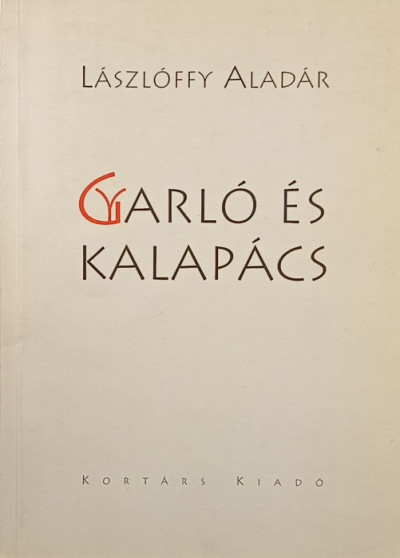 LÁSZLÓFFY ALADÁR
GYARLÓ ÉS
KALAPÁCS
KORTÁRS KIADÓ